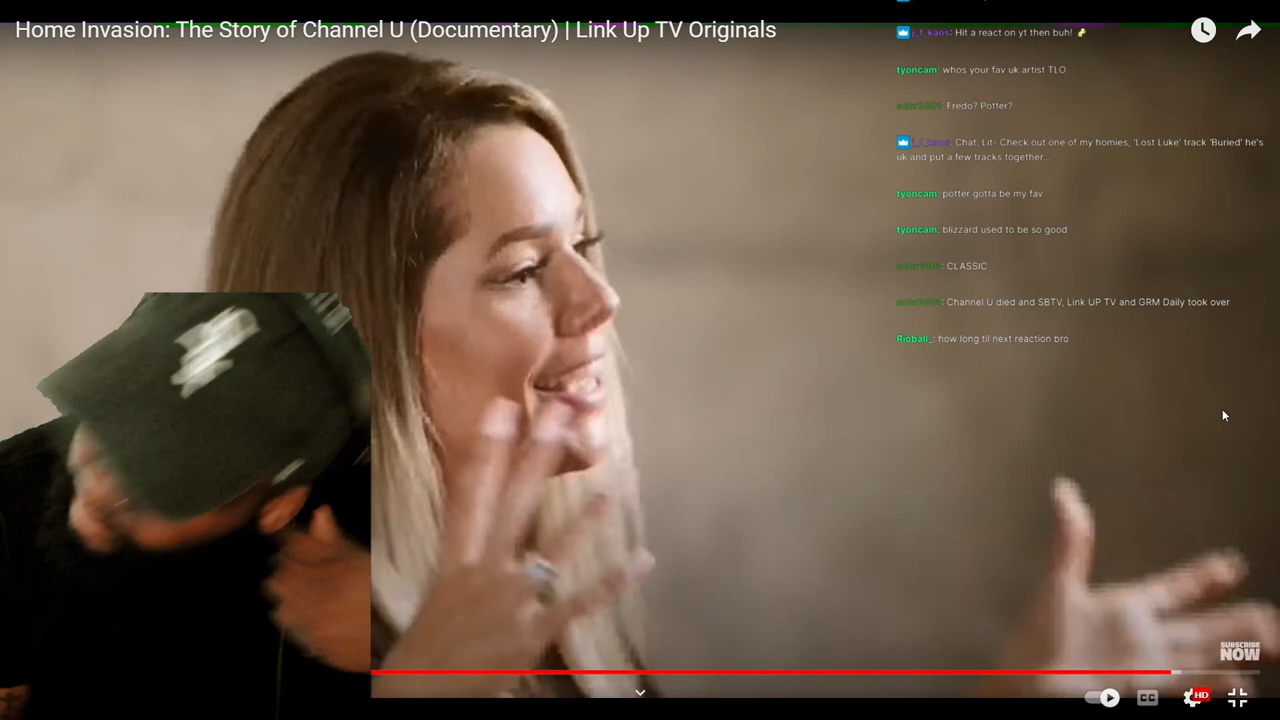 Home Invasion: The Story of Channel U (Documentary) | Link Up TV Originals
j_f_kaos: Hit a react on yt then buh!
tyoncam: whos your fav uk artist TLO
: Fredo? Potter?
j_f_kaos: Chat, Lit- Check out one of my homies, 'Lost Luke' track 'Buried' he's
uk and put a few tracks together...
tyoncam: potter gotta be my fav
tyoncam: blizzard used to be so good
: CLASSIC
: Channel U died and SBTV, Link UP TV and GRM Daily took over
Rioball_: how long til next reaction bro
SUBSCRIBE
NOW
CC
HD